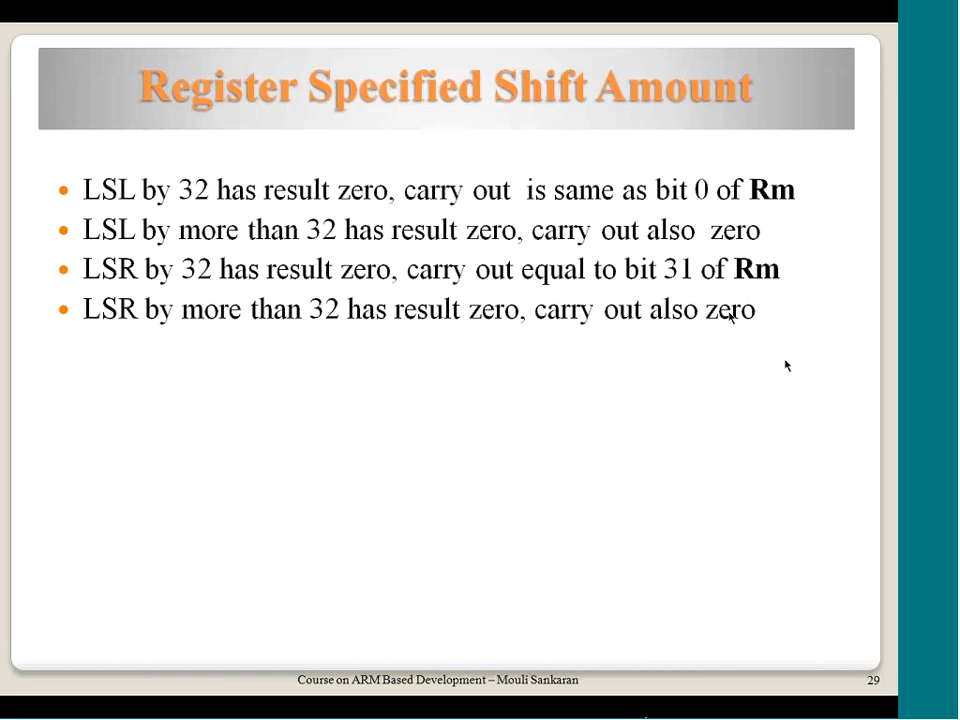 Register Specified Shift Amount
• LSL by 32 has result zero, carry out is same as bit 0 of Rm
• LSL by more than 32 has result zero, carry out also zero
• LSR by 32 has result zero, carry out equal to bit 31 of Rm
• LSR by more than 32 has result zero, carry out also zero
Course on ARM Based Development – Mouli Sankaran
29